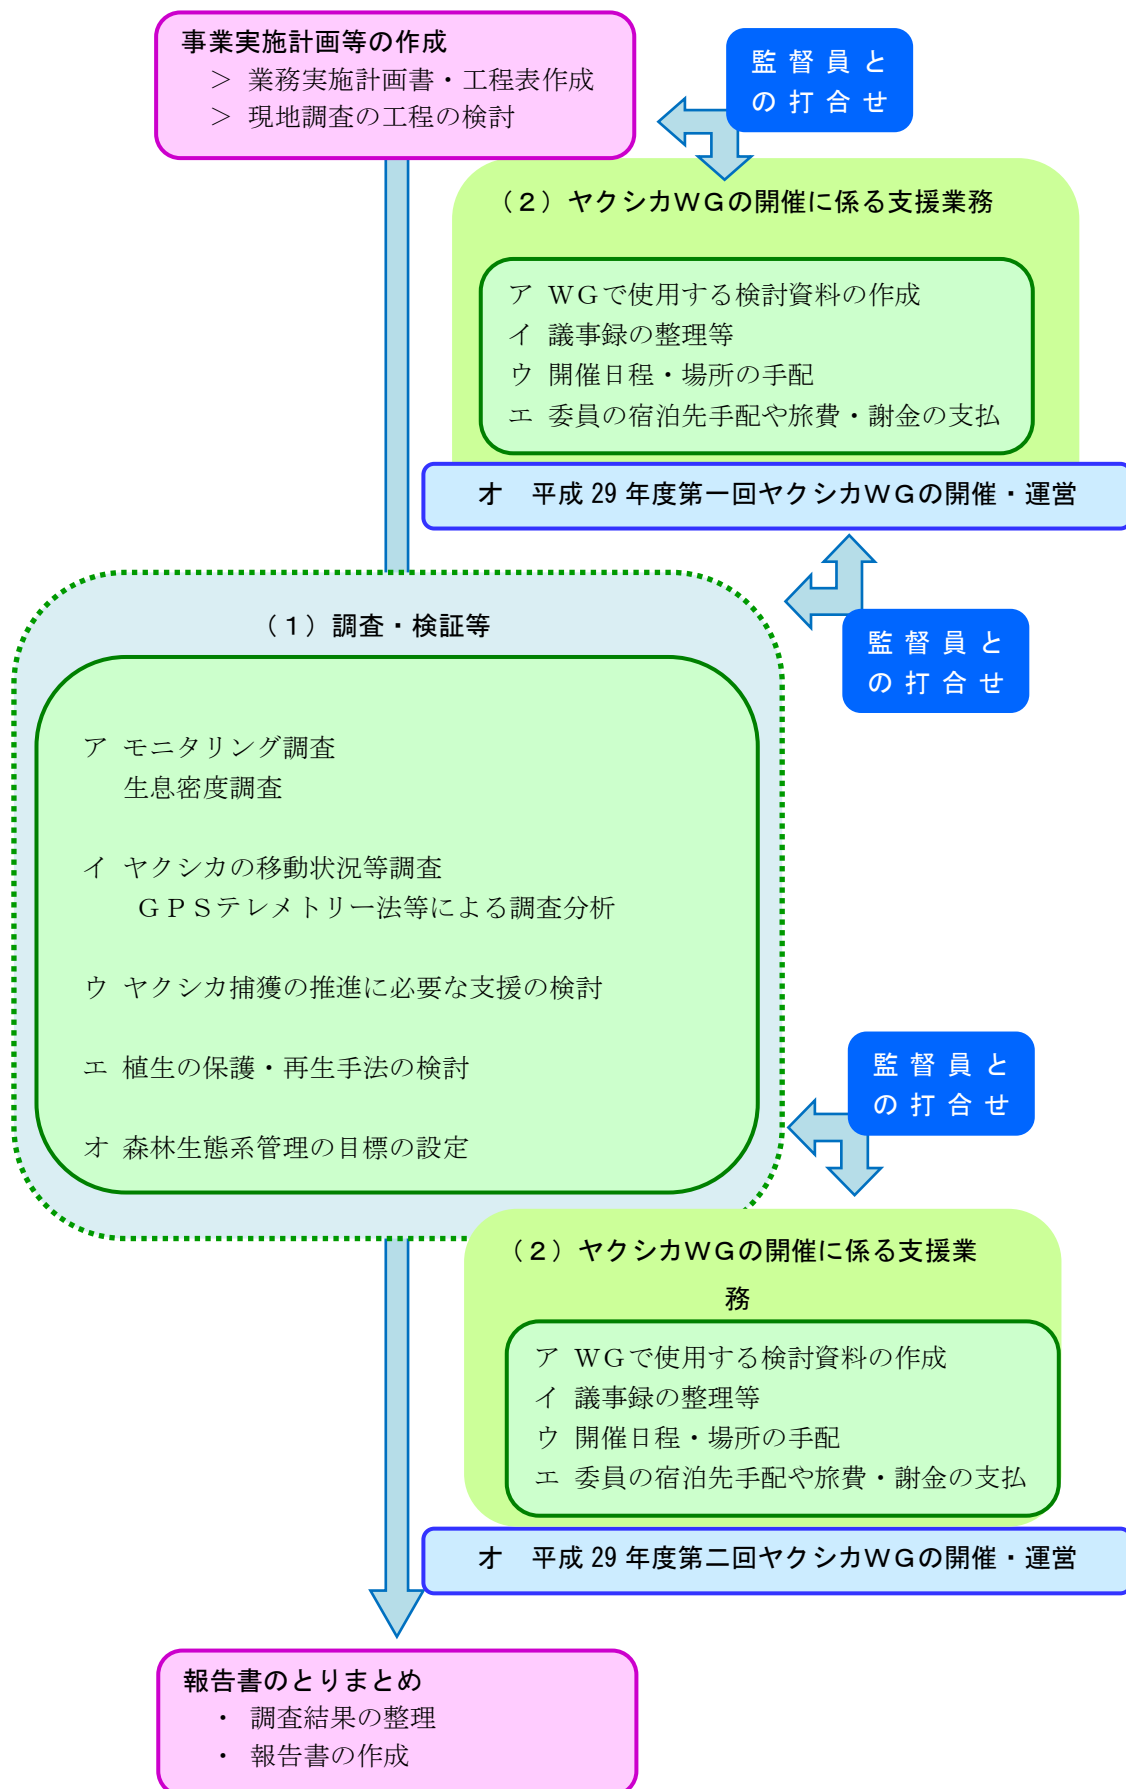 事業実施計画等の作成
＞ 業務実施計画書・工程表作成
＞ 現地調査の工程の検討
監督員と
の打合せ
（２）ヤクシカＷＧの開催に係る支援業務
ア ＷＧで使用する検討資料の作成
イ 議事録の整理等
ウ 開催日程・場所の手配
エ 委員の宿泊先手配や旅費・謝金の支払
オ　平成 29 年度第一回ヤクシカＷＧの開催・運営
監督員と
の打合せ
（１）調査・検証等
ア モニタリング調査
生息密度調査
イ ヤクシカの移動状況等調査
ＧＰＳテレメトリー法等による調査分析
ウ ヤクシカ捕獲の推進に必要な支援の検討
エ 植生の保護・再生手法の検討
オ 森林生態系管理の目標の設定
監督員と
の打合せ
（２）ヤクシカＷＧの開催に係る支援業
務
ア ＷＧで使用する検討資料の作成
イ 議事録の整理等
ウ 開催日程・場所の手配
エ 委員の宿泊先手配や旅費・謝金の支払
オ　平成 29 年度第二回ヤクシカＷＧの開催・運営
報告書のとりまとめ
・ 調査結果の整理
・ 報告書の作成